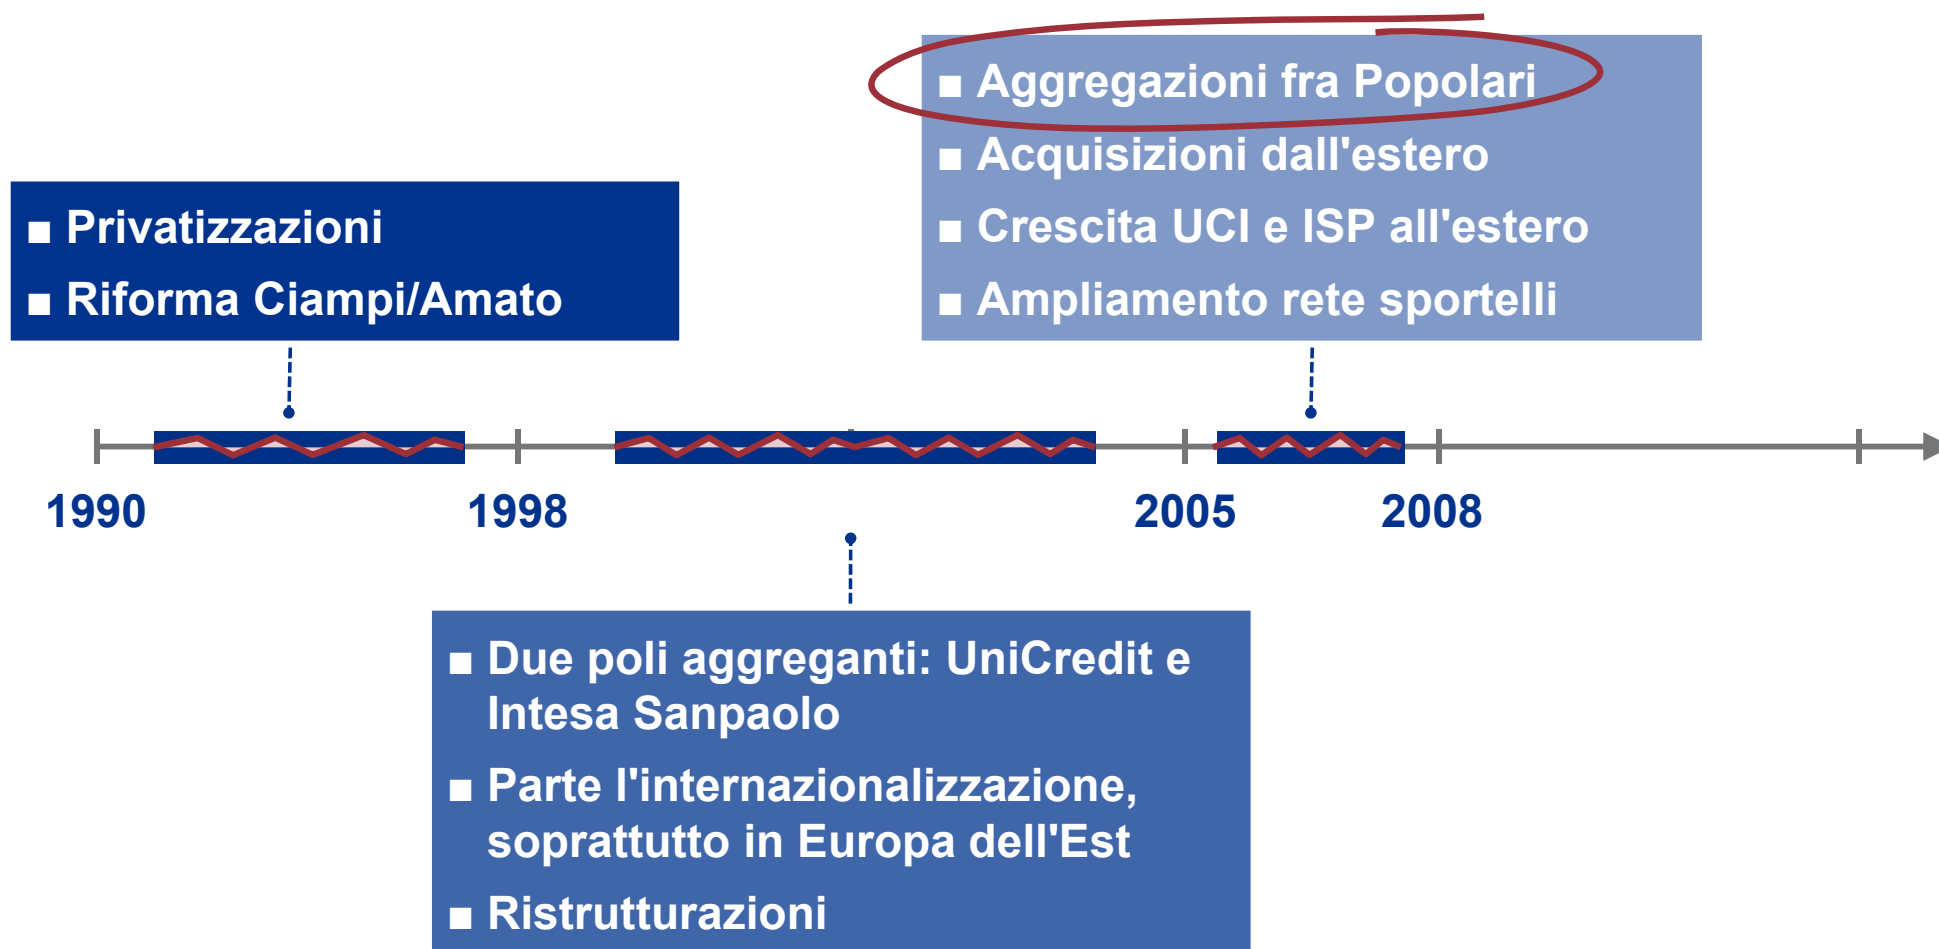 ■ Aggregazioni fra Popolari
■ Acquisizioni dall'estero
■ Crescita UCI e ISP all'estero
■ Ampliamento rete sportelli
■ Privatizzazioni
■ Riforma Ciampi/Amato
1990
1998
2005
2008
■ Due poli aggreganti: UniCredit e
Intesa Sanpaolo
■ Parte l'internazionalizzazione,
soprattutto in Europa dell'Est
■ Ristrutturazioni